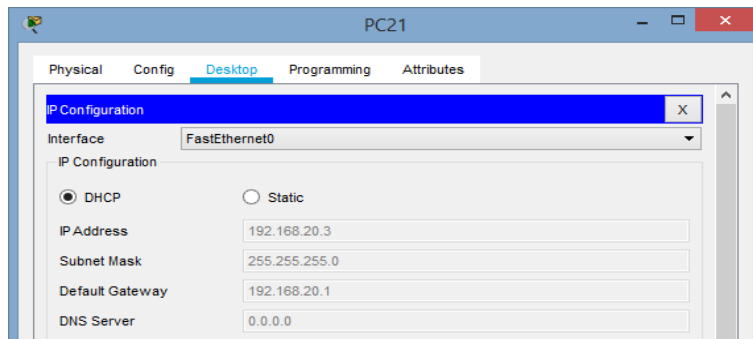 PC21
Physical Config Desktop Programming Attributes
IP Configuration X
Interface FastEthernet0
IP Configuration
DHCP Static
IP Address 192.168.20.3
Subnet Mask 255.255.255.0
Default Gateway 192.168.20.1
DNS Server 0.0.0.0